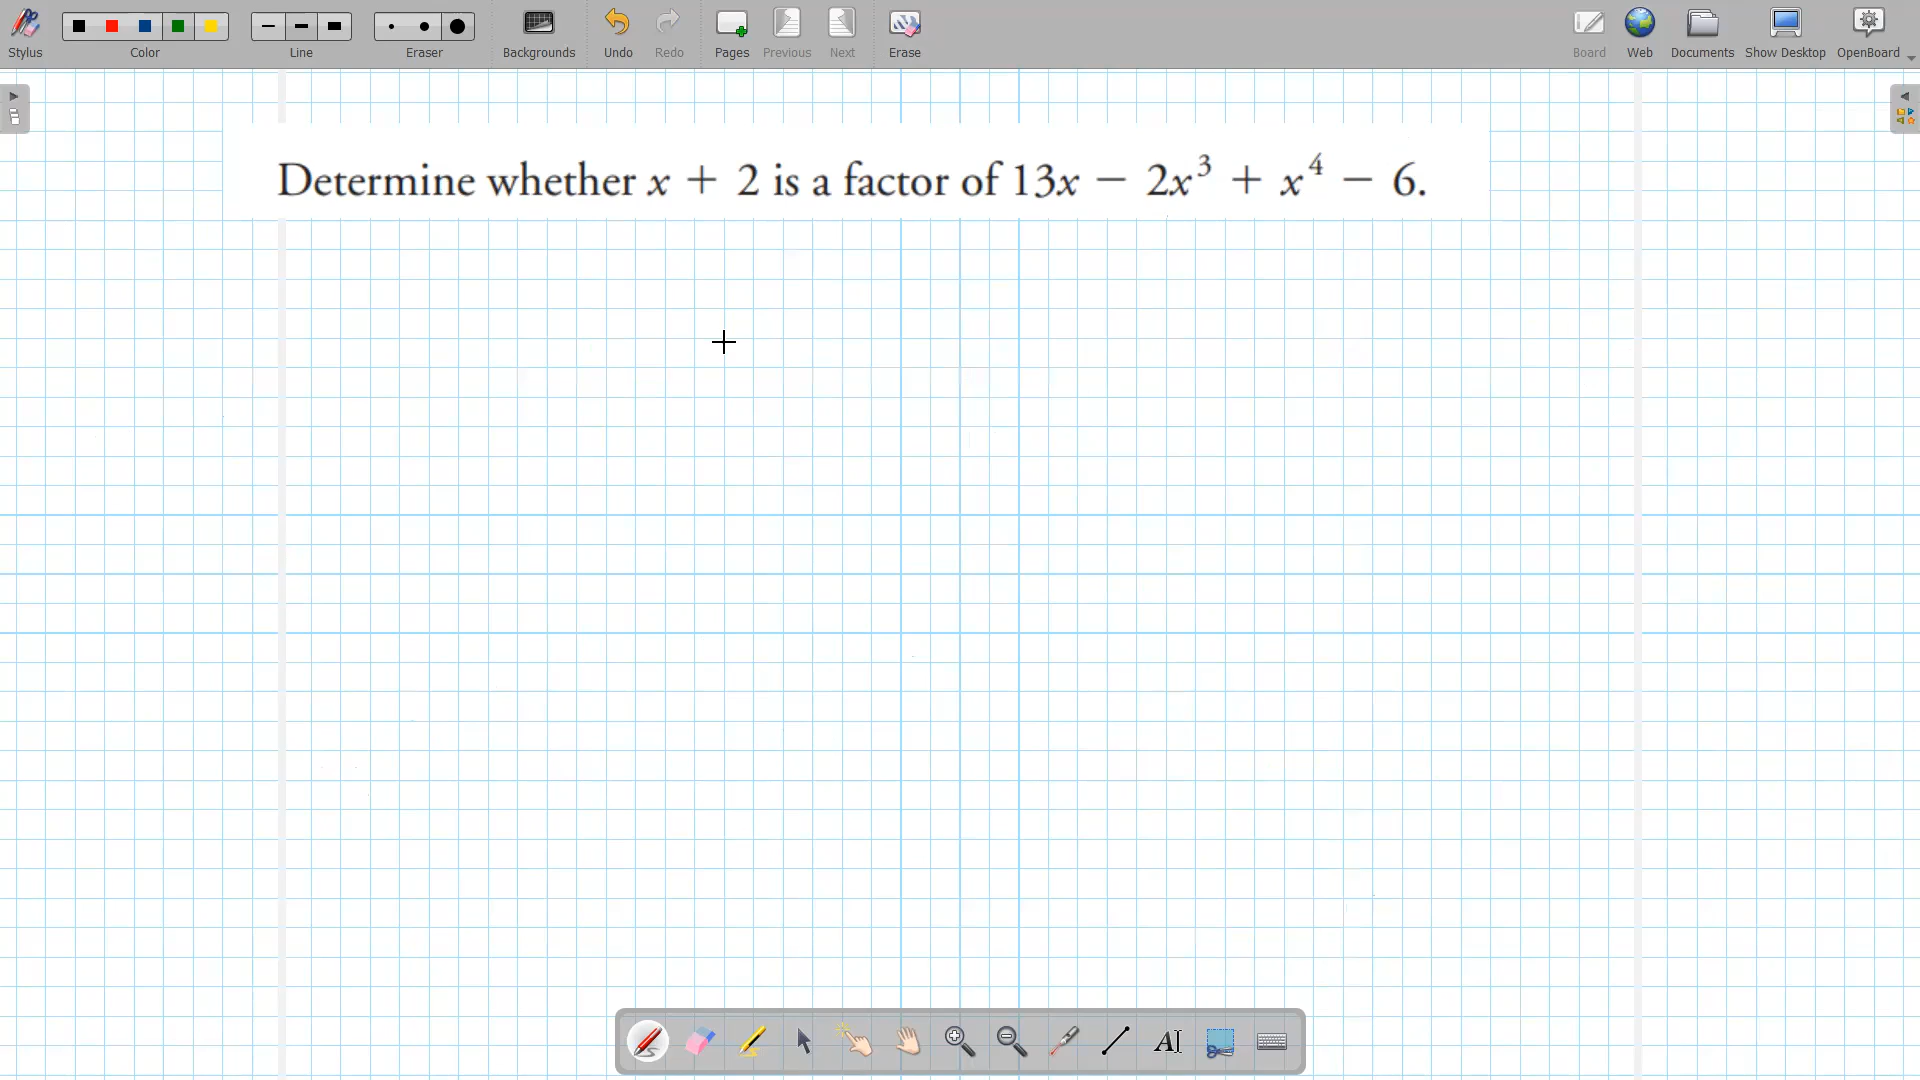 Stylus Color Line Eraser Backgrounds Undo Redo Pages Previous Next Erase Board Web Documents Show Desktop OpenBoard
Determine whether x + 2 is a factor of 13x − 2x³ + x⁴ − 6.